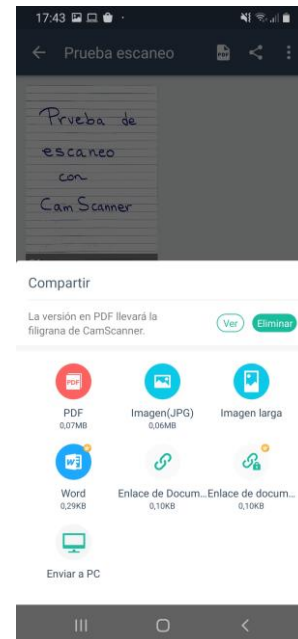 17:43
Prueba escaneo
PDF
Prueba de
escaneo
con
Cam Scanner
Compartir
La versión en PDF llevará la
filigrana de CamScanner.
Ver
Eliminar
PDF
PDF
0,07MB
Imagen(JPG)
0,06MB
Imagen larga
W
Word
0,29KB
Enlace de Docum...
0,10KB
Enlace de docum...
0,10KB
Enviar a PC